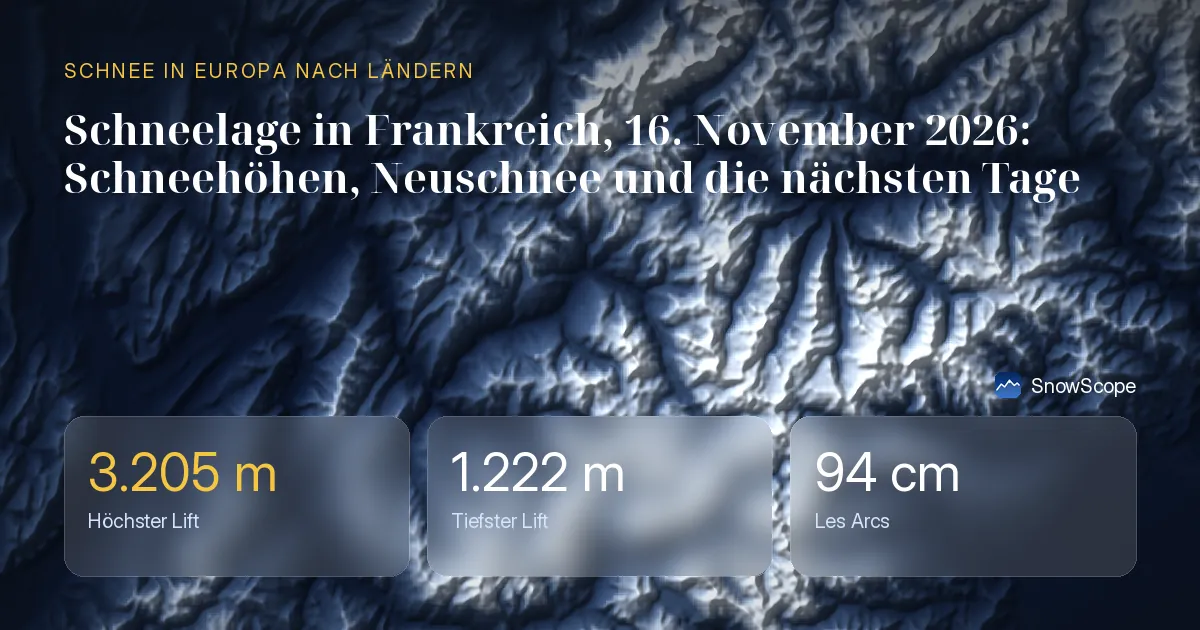 SCHNEE IN EUROPA NACH LÄNDERN
Schneelage in Frankreich, 16. November 2026:
Schneehöhen, Neuschnee und die nächsten Tage
SnowScope
3.205 m
Höchster Lift
1.222 m
Tiefster Lift
94 cm
Les Arcs